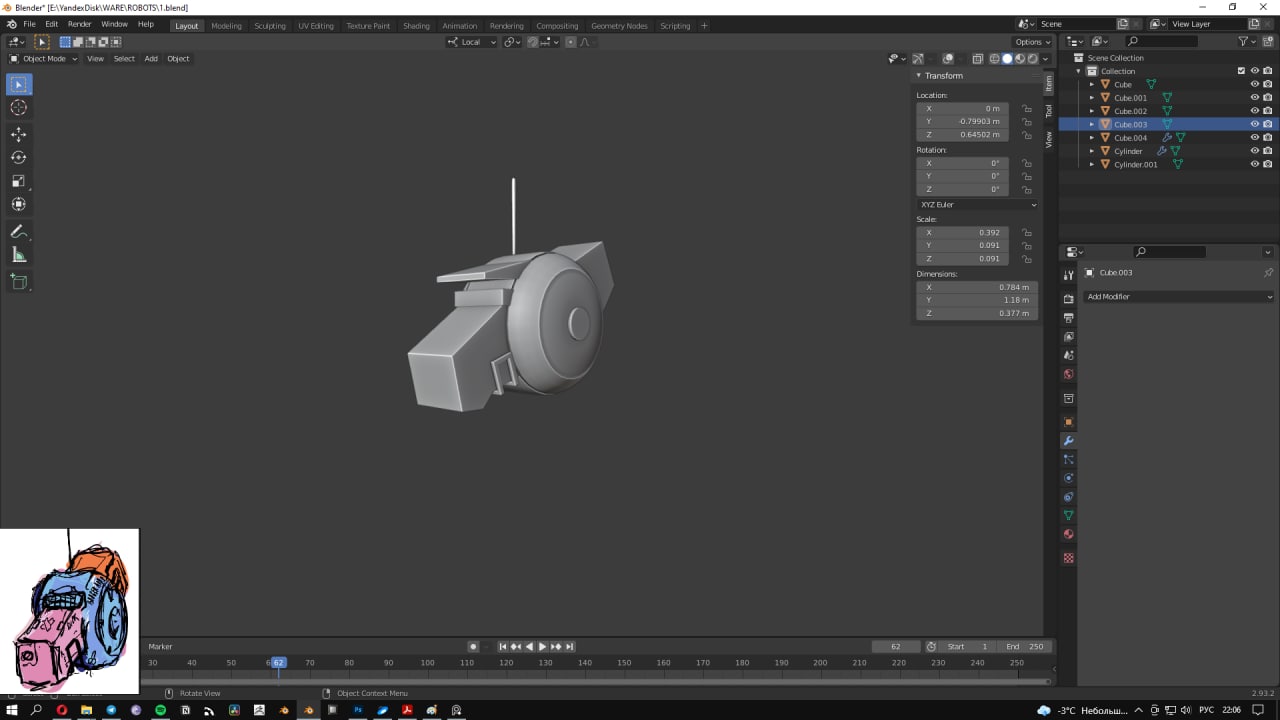 Blender* [E:\YandexDisk\WARE\ROBOTS\1.blend]
File Edit Render Window Help Layout Modeling Sculpting UV Editing Texture Paint Shading Animation Rendering Compositing Geometry Nodes Scripting + Scene View Layer
Local Options
Object Mode View Select Add Object
Transform
Location:
X 0 m
Y -0.79903 m
Z 0.64502 m
Rotation:
X 0°
Y 0°
Z 0°
XYZ Euler
Scale:
X 0.392
Y 0.091
Z 0.091
Dimensions:
X 0.784 m
Y 1.18 m
Z 0.377 m
Item
Tool
View
Scene Collection
Collection
Cube
Cube.001
Cube.002
Cube.003
Cube.004
Cylinder
Cylinder.001
Cube.003
Add Modifier
Marker 62 Start 1 End 250
30 40 50 62 70 80 90 100 110 120 130 140 150 160 170 180 190 200 210 220 230 240 250
Rotate View Object Context Menu 2.93.2
-3°C Небольш... РУС 22:06